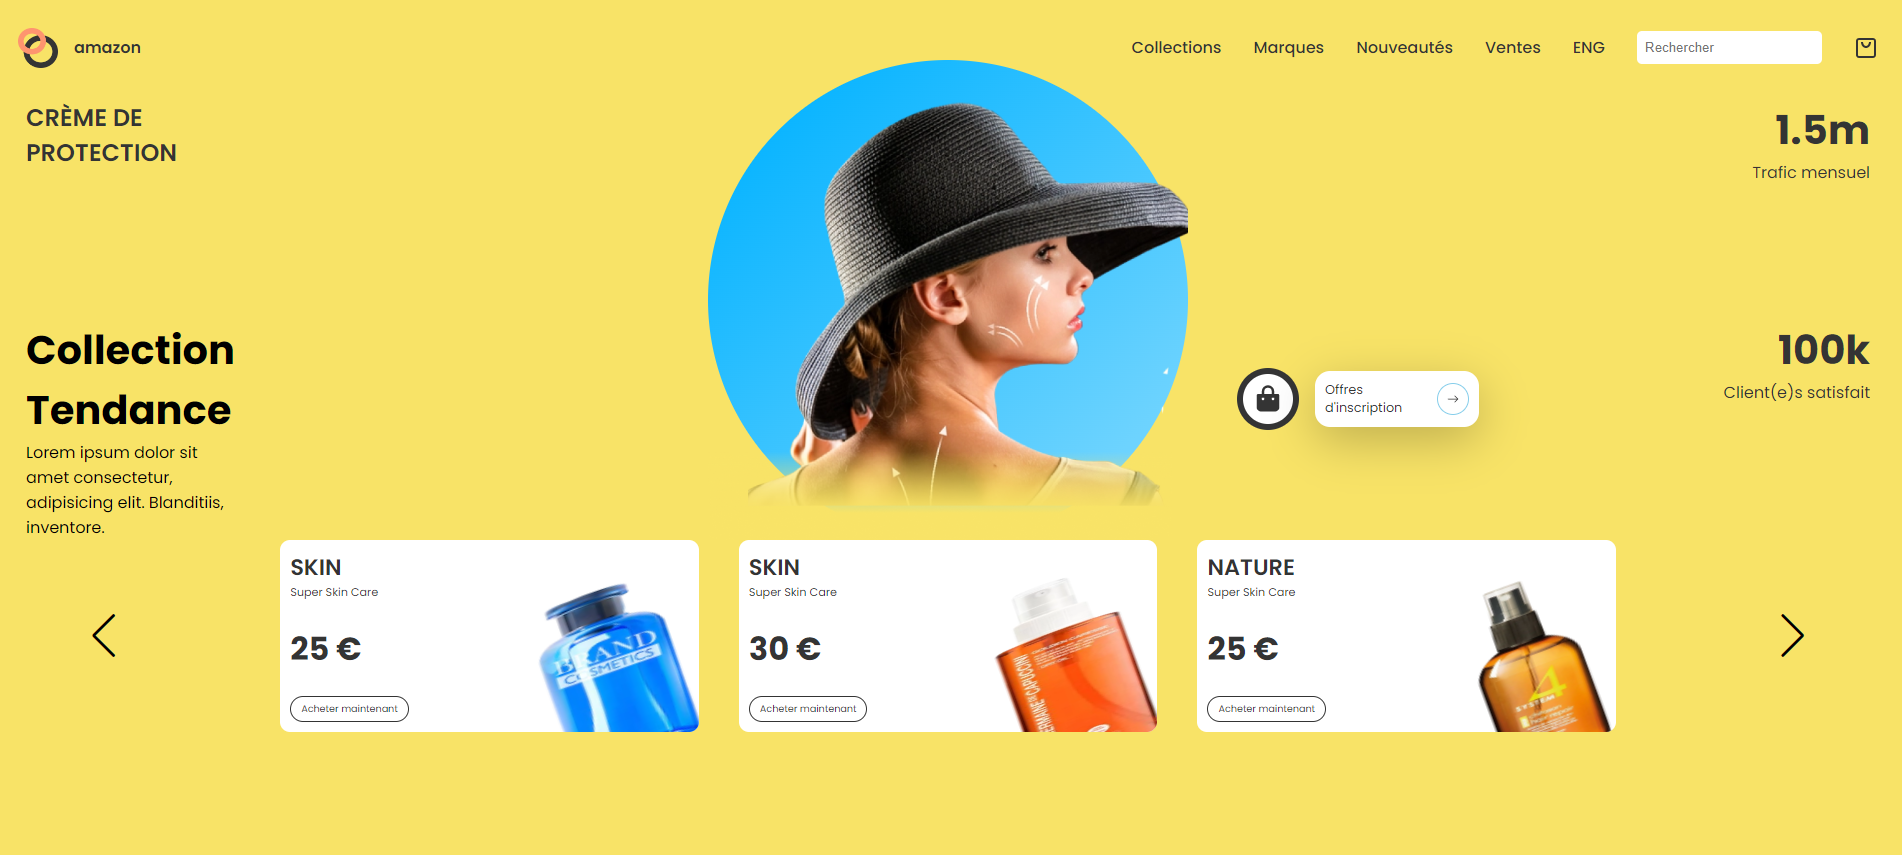 amazon
Collections
Marques
Nouveautés
Ventes
ENG
Rechercher
CRÈME DE
PROTECTION
1.5m
Trafic mensuel
Collection
Tendance
Lorem ipsum dolor sit
amet consectetur,
adipisicing elit. Blanditiis,
inventore.
Offres
d'inscription
100k
Client(e)s satisfait
SKIN
Super Skin Care
25 €
Acheter maintenant
BRAND
COSMETICS
SKIN
Super Skin Care
30 €
Acheter maintenant
NATURE
Super Skin Care
25 €
Acheter maintenant
4
SYSTEM